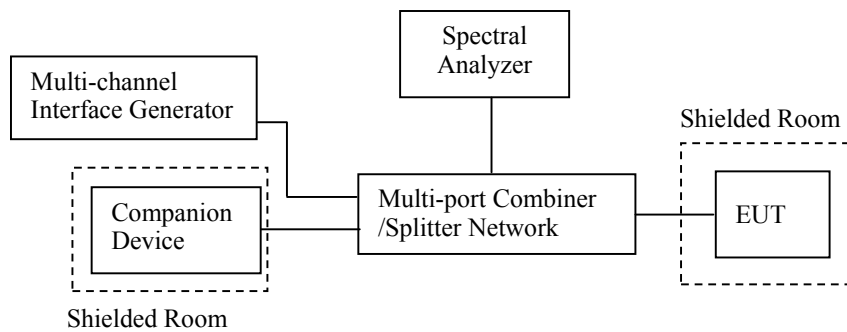 Spectral
Analyzer
Multi-channel
Interface Generator
Shielded Room
Multi-port Combiner
/Splitter Network
Companion
Device
EUT
Shielded Room